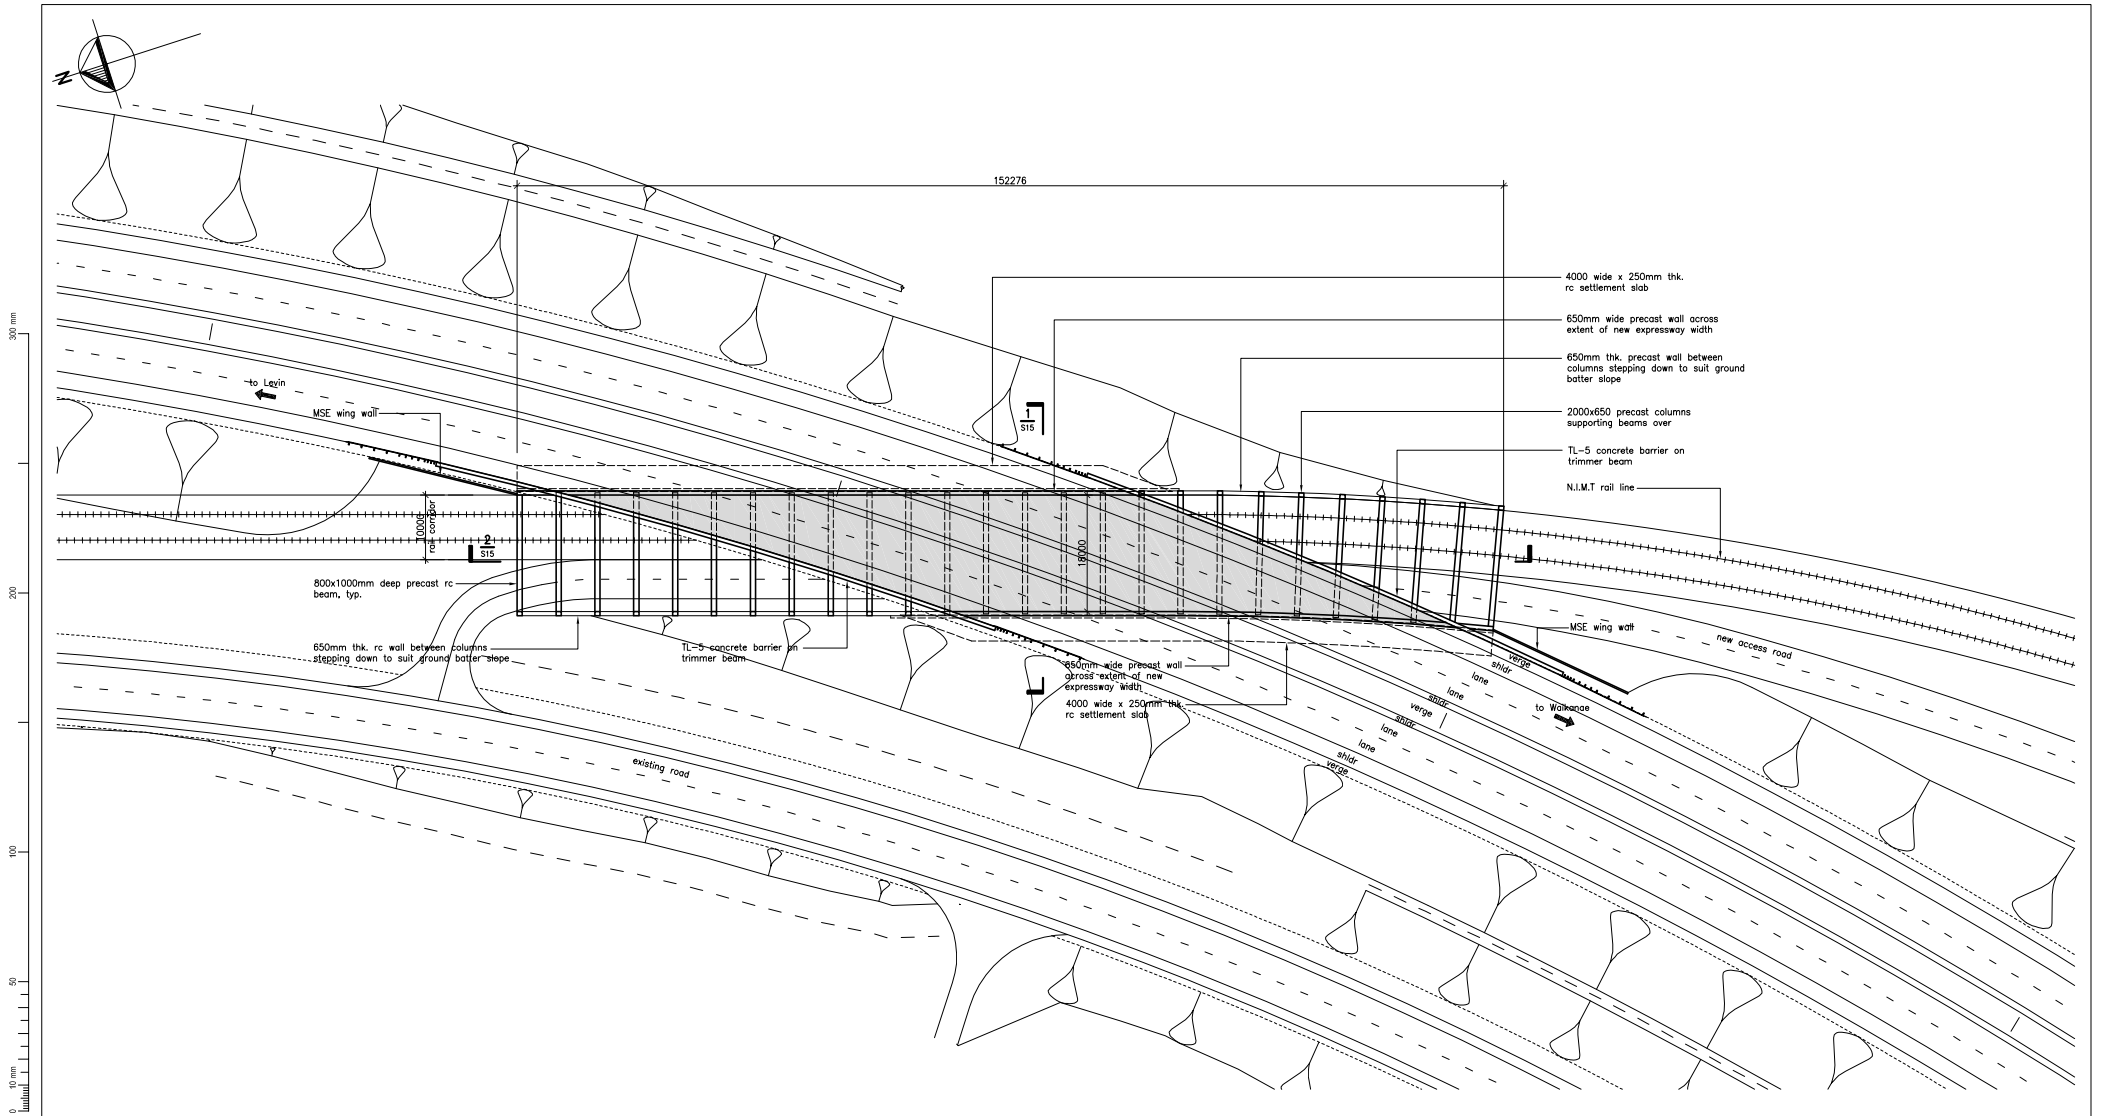 N
152276
4000 wide x 250mm thk.
rc settlement slab
650mm wide precast wall across
extent of new expressway width
650mm thk. precast wall between
columns stepping down to suit ground
batter slope
2000x650 precast columns
supporting beams over
TL-5 concrete barrier on
trimmer beam
N.I.M.T rail line
to Levin
MSE wing wall
1
S15
10000
rail corridor
2
S15
18000
800x1000mm deep precast rc
beam, typ.
650mm thk. rc wall between columns
stepping down to suit ground batter slope
TL-5 concrete barrier on
trimmer beam
650mm wide precast wall
across extent of new
expressway width
4000 wide x 250mm thk.
rc settlement slab
MSE wing wall
new access road
verge
shldr
lane
lane
shldr
verge
shldr
lane
lane
shldr
verge
to Waikanae
existing road
300 mm
200
100
50
10 mm
0